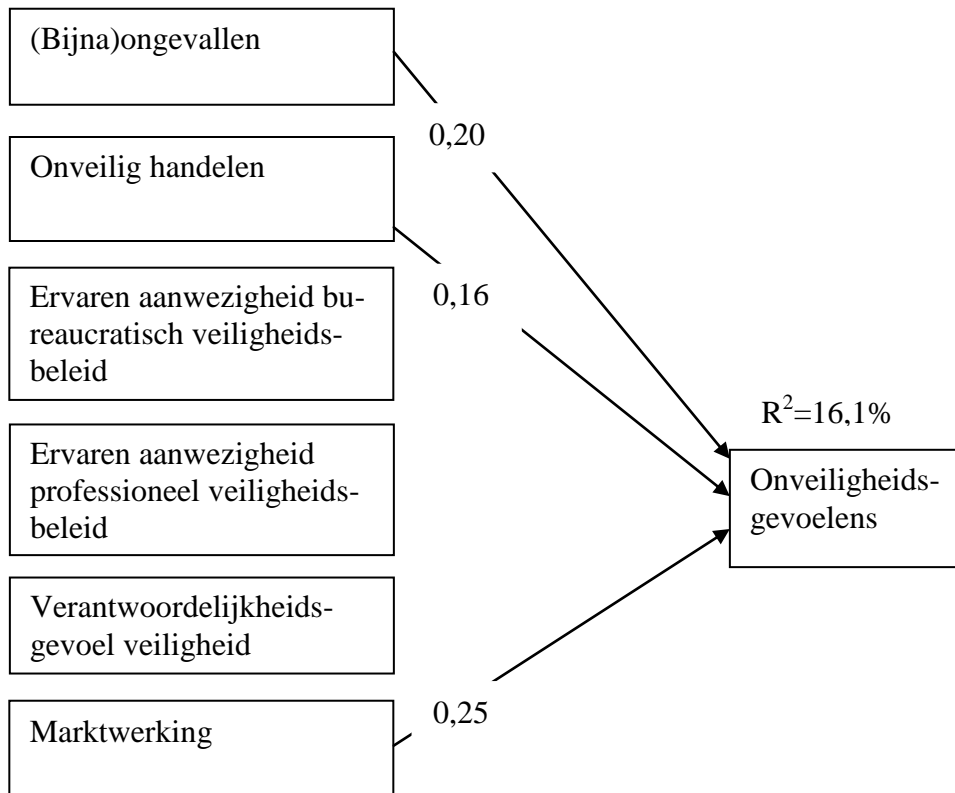 (Bijna)ongevallen
0,20
Onveilig handelen
0,16
Ervaren aanwezigheid bu-
reaucratisch veiligheids-
beleid
R²=16,1%
Ervaren aanwezigheid
professioneel veiligheids-
beleid
Onveiligheids-
gevoelens
Verantwoordelijkheids-
gevoel veiligheid
0,25
Marktwerking